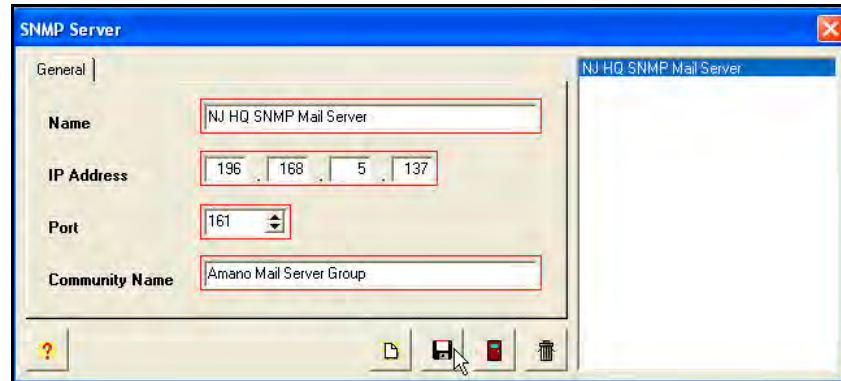 SNMP Server
General
NJ HQ SNMP Mail Server
Name
NJ HQ SNMP Mail Server
IP Address
196 . 168 . 5 . 137
Port
161
Community Name
Amano Mail Server Group
?